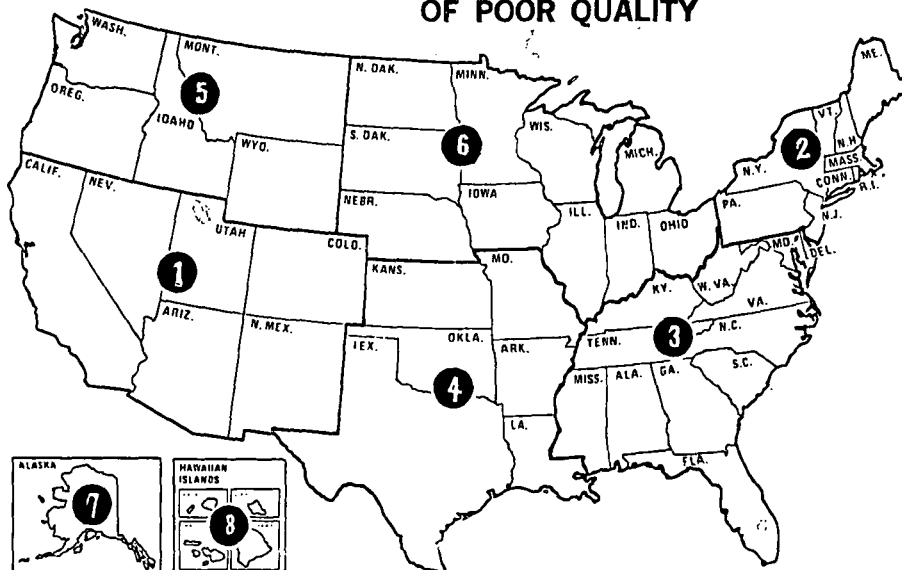 OF POOR QUALITY
WASH.
MONT.
N. DAK.
MINN.
ME.
OREG.
5
IDAHO
S. DAK.
6
WIS.
MICH.
VT.
N.H
2
N.Y.
MASS.
CONN.
R.I.
WYO.
CALIF.
NEV.
NEBR.
IOWA
PA.
N.J.
UTAH
ILL.
IND.
OHIO
COLO.
MO.
MD.
DEL.
1
KANS.
KY.
W. VA.
VA.
ARIZ.
N. MEX.
OKLA.
TEX.
ARK.
TENN.
3
N.C.
4
MISS.
ALA.
GA.
S.C.
LA.
FLA.
ALASKA
7
HAWAIIAN
ISLANDS
8